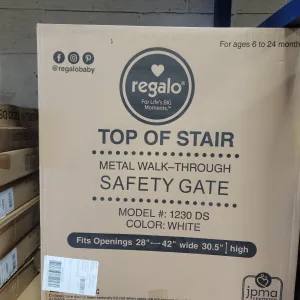 For ages 6 to 24 month
@regalobaby
regalo
For Life's BIG
Moments.™
TOP OF STAIR
METAL WALK-THROUGH
SAFETY GATE
MODEL #: 1230 DS
COLOR: WHITE
Fits Openings 28"—42" wide 30.5" high
jpma